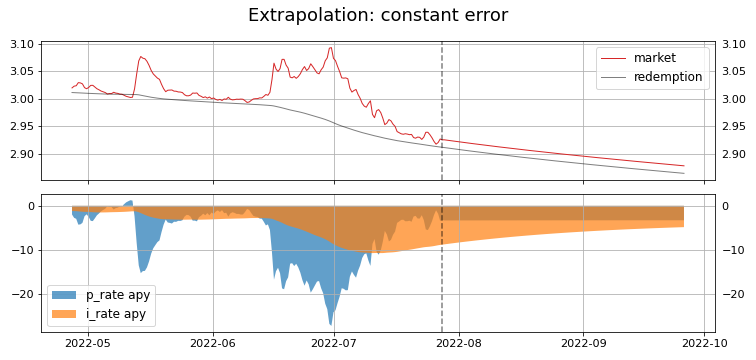 Extrapolation: constant error
3.10 3.10
3.05 3.05
3.00 3.00
2.95 2.95
2.90 2.90
market
redemption
0 0
−10 −10
−20 −20
p_rate apy
i_rate apy
2022-05 2022-06 2022-07 2022-08 2022-09 2022-10